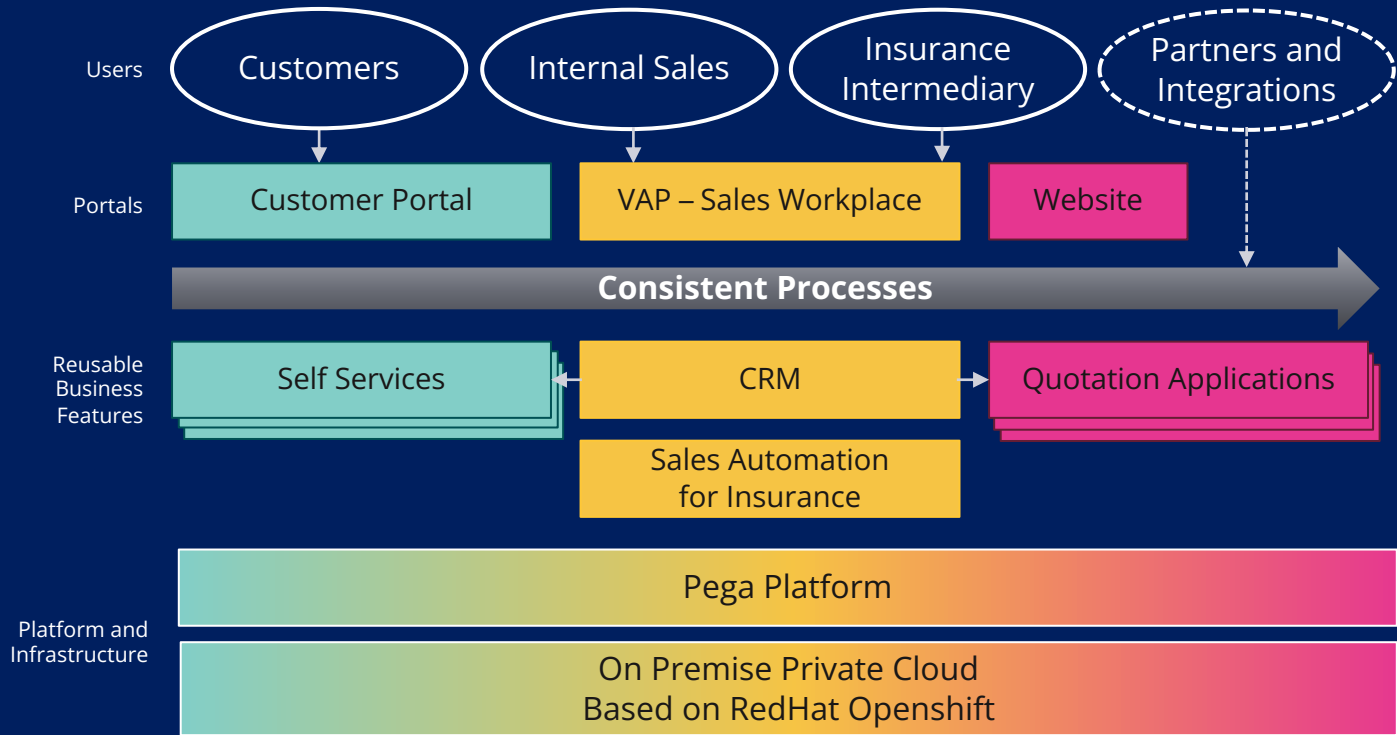 Users
Customers
Internal Sales
Insurance
Intermediary
Partners and
Integrations
Portals
Customer Portal
VAP – Sales Workplace
Website
Consistent Processes
Reusable
Business
Features
Self Services
CRM
Quotation Applications
Sales Automation
for Insurance
Platform and
Infrastructure
Pega Platform
On Premise Private Cloud
Based on RedHat Openshift